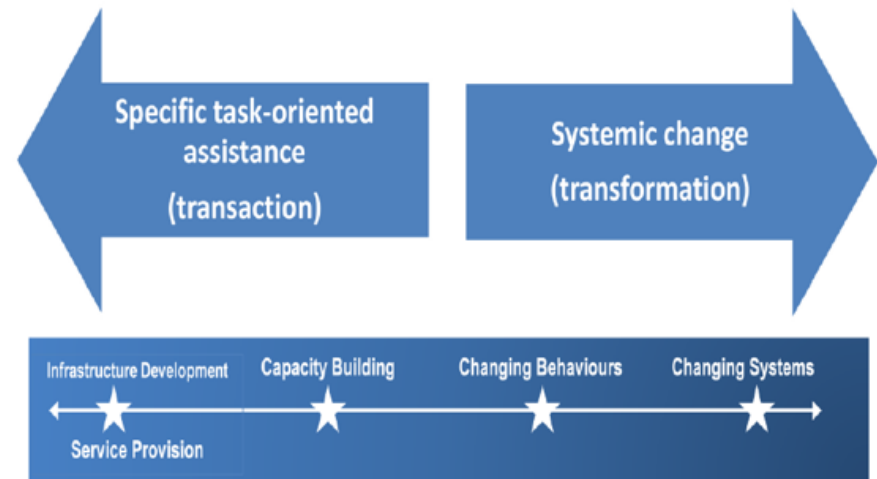 Specific task-oriented
assistance
(transaction)
Systemic change
(transformation)
Infrastructure Development
Capacity Building
Changing Behaviours
Changing Systems
Service Provision